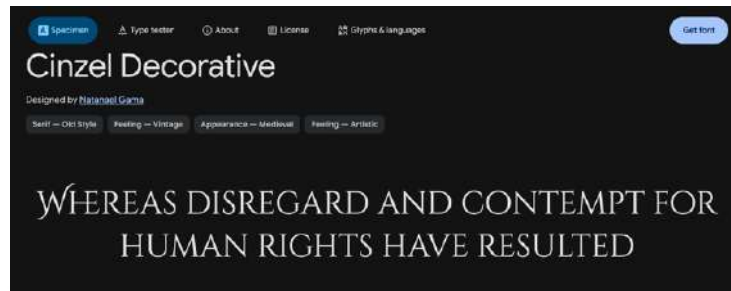 Specimen Type tester About License Glyphs & languages Get font
Cinzel Decorative
Designed by Natanael Gama
Serif — Old Style Feeling — Vintage Appearance — Medieval Feeling — Artistic
WHEREAS DISREGARD AND CONTEMPT FOR
HUMAN RIGHTS HAVE RESULTED